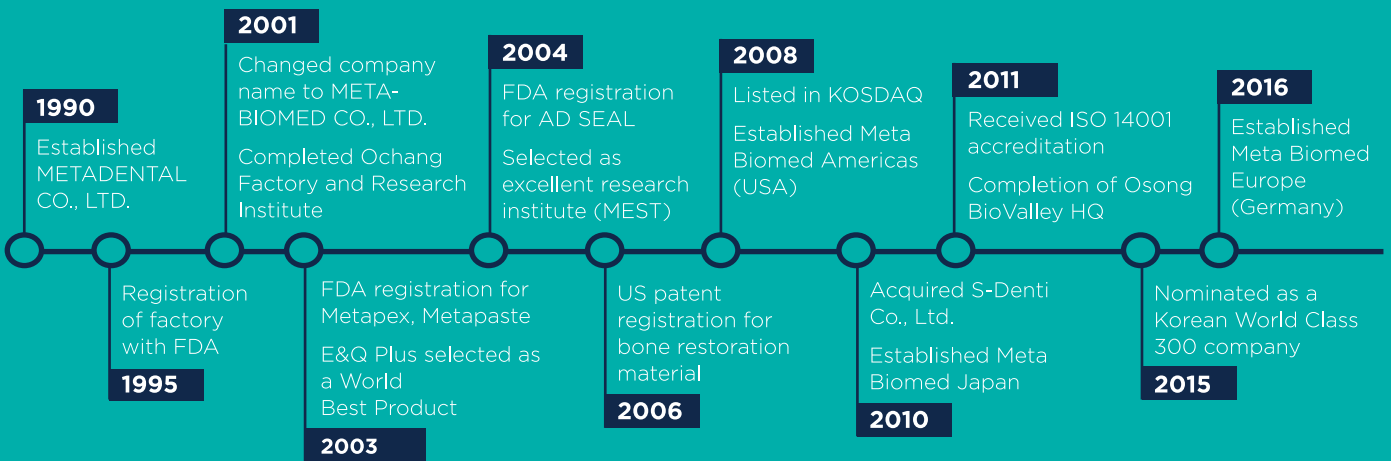 1990
Established
METADENTAL
CO., LTD.
Registration
of factory
with FDA
1995
2001
Changed company
name to META-
BIOMED CO., LTD.
Completed Ochang
Factory and Research
Institute
FDA registration for
Metapex, Metapaste
E&Q Plus selected as
a World
Best Product
2003
2004
FDA registration
for AD SEAL
Selected as
excellent research
institute (MEST)
US patent
registration for
bone restoration
material
2006
2008
Listed in KOSDAQ
Established Meta
Biomed Americas
(USA)
Acquired S-Denti
Co., Ltd.
Established Meta
Biomed Japan
2010
2011
Received ISO 14001
accreditation
Completion of Osong
BioValley HQ
Nominated as a
Korean World Class
300 company
2015
2016
Established
Meta Biomed
Europe
(Germany)